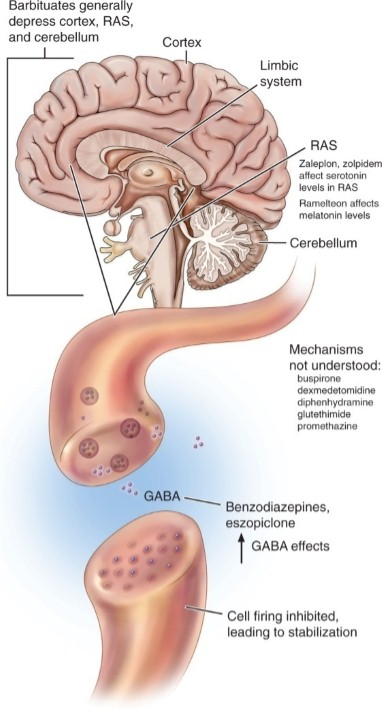 Barbituates generally
depress cortex, RAS,
and cerebellum
Cortex
Limbic
system
RAS
Zaleplon, zolpidem
affect serotonin
levels in RAS
Ramelteon affects
melatonin levels
Cerebellum
Mechanisms
not understood:
buspirone
dexmedetomidine
diphenhydramine
glutethimide
promethazine
GABA
Benzodiazepines,
eszopiclone
GABA effects
Cell firing inhibited,
leading to stabilization